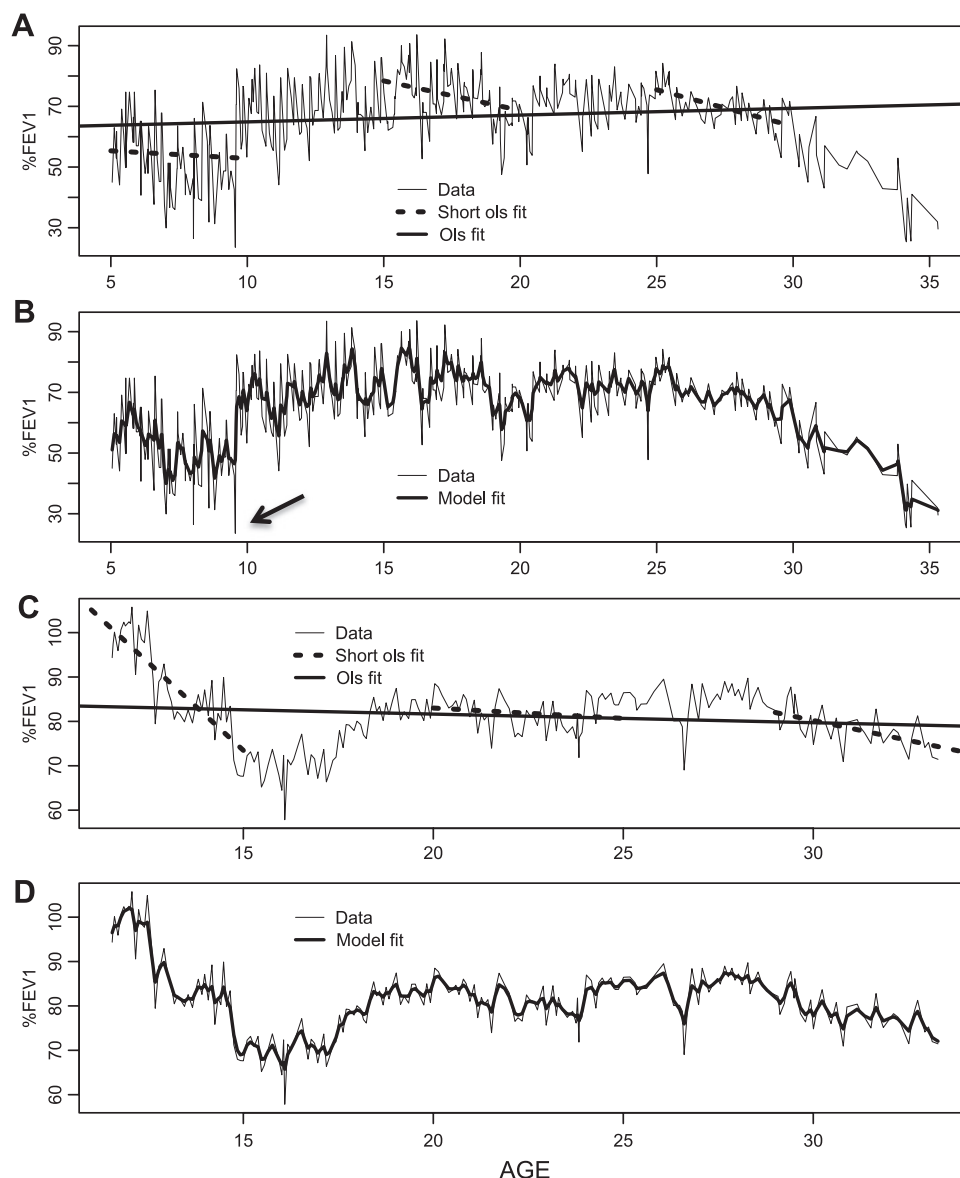 A
%FEV1
90
70
50
30
Data
Short ols fit
Ols fit
5 10 15 20 25 30 35
B
%FEV1
90
70
50
30
Data
Model fit
5 10 15 20 25 30 35
C
%FEV1
100
90
80
70
60
Data
Short ols fit
Ols fit
15 20 25 30
D
%FEV1
100
90
80
70
60
Data
Model fit
15 20 25 30
AGE